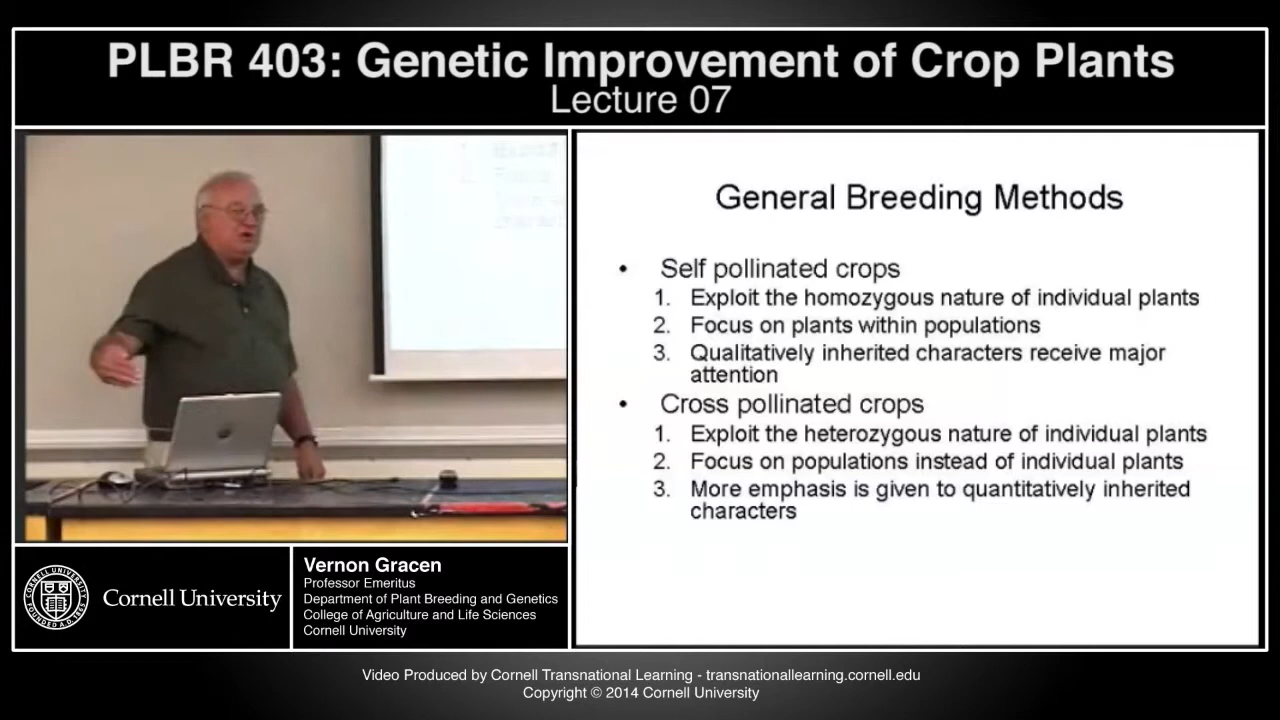 PLBR 403: Genetic Improvement of Crop Plants
Lecture 07
General Breeding Methods
• Self pollinated crops
1. Exploit the homozygous nature of individual plants
2. Focus on plants within populations
3. Qualitatively inherited characters receive major
attention
• Cross pollinated crops
1. Exploit the heterozygous nature of individual plants
2. Focus on populations instead of individual plants
3. More emphasis is given to quantitatively inherited
characters
Cornell University
Vernon Gracen
Professor Emeritus
Department of Plant Breeding and Genetics
College of Agriculture and Life Sciences
Cornell University
Video Produced by Cornell Transnational Learning - transnationallearning.cornell.edu
Copyright © 2014 Cornell University